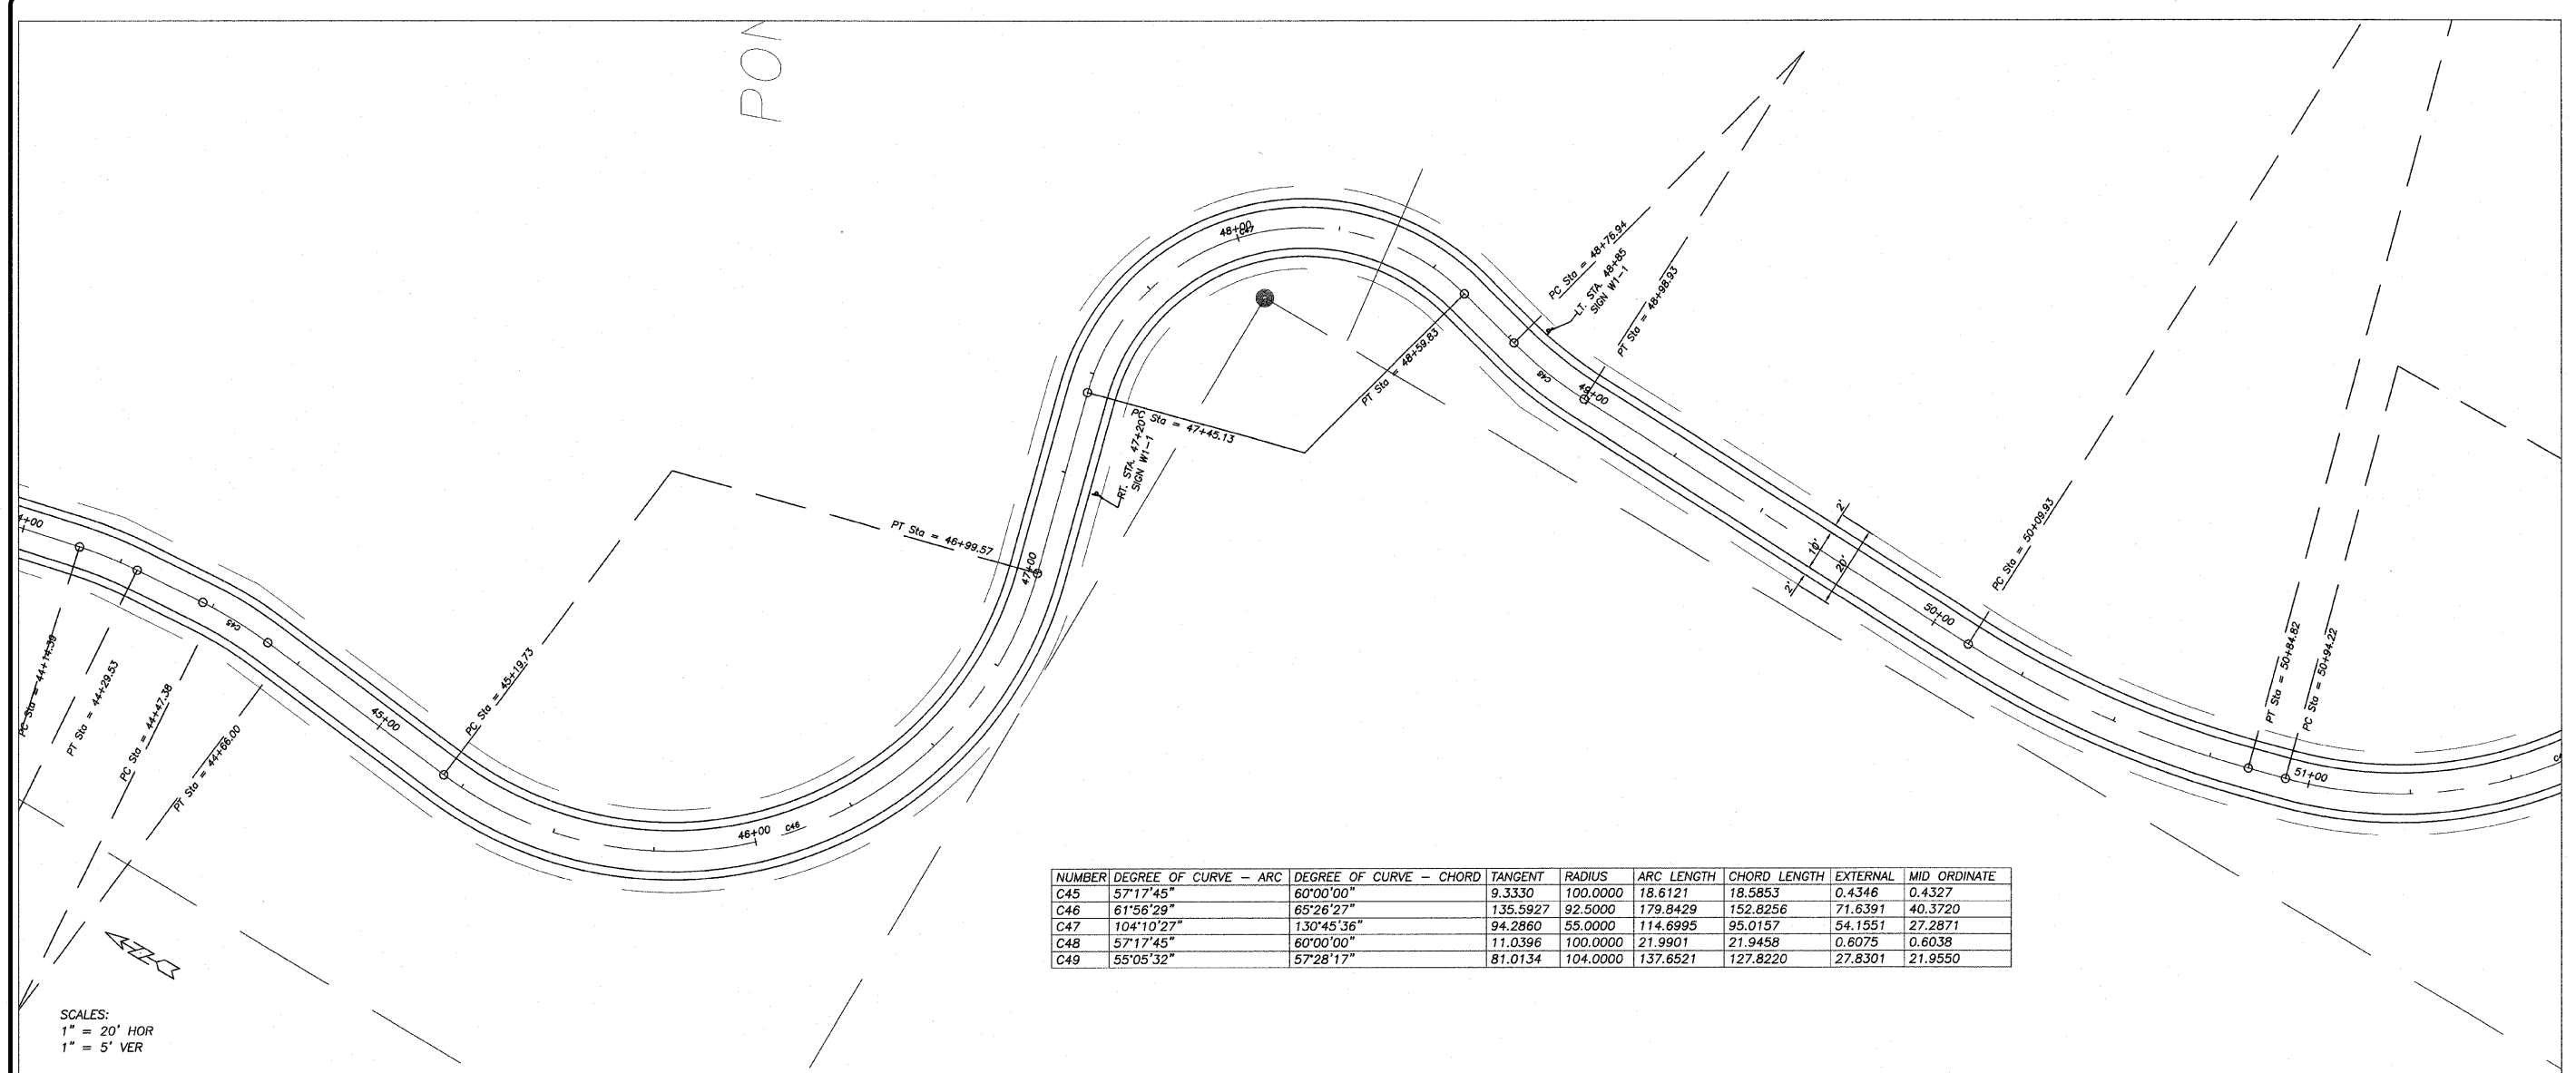 PON
4+00
PC Sta = 44+14.39
PT Sta = 44+29.53
PC Sta = 44+47.38
C45
PT Sta = 44+66.00
45+00
PC Sta = 45+19.73
46+00
C46
PT Sta = 46+99.57
47+00
RT. STA. 47+20
SIGN W1-1
PC Sta = 47+45.13
48+00
C47
PT Sta = 48+59.83
PC Sta = 48+76.94
LT. STA. 48+85
SIGN W1-1
C48
PT Sta = 48+98.93
49+00
2'
10'
20'
2'
50+00
PC Sta = 50+09.93
PT Sta = 50+84.82
PC Sta = 50+94.22
51+00
NUMBER DEGREE OF CURVE - ARC DEGREE OF CURVE - CHORD TANGENT RADIUS ARC LENGTH CHORD LENGTH EXTERNAL MID ORDINATE
C45 57°17'45" 60°00'00" 9.3330 100.0000 18.6121 18.5853 0.4346 0.4327
C46 61°56'29" 65°26'27" 135.5927 92.5000 179.8429 152.8256 71.6391 40.3720
C47 104°10'27" 130°45'36" 94.2860 55.0000 114.6995 95.0157 54.1551 27.2871
C48 57°17'45" 60°00'00" 11.0396 100.0000 21.9901 21.9458 0.6075 0.6038
C49 55°05'32" 57°28'17" 81.0134 104.0000 137.6521 127.8220 27.8301 21.9550
N
SCALES:
1" = 20' HOR
1" = 5' VER